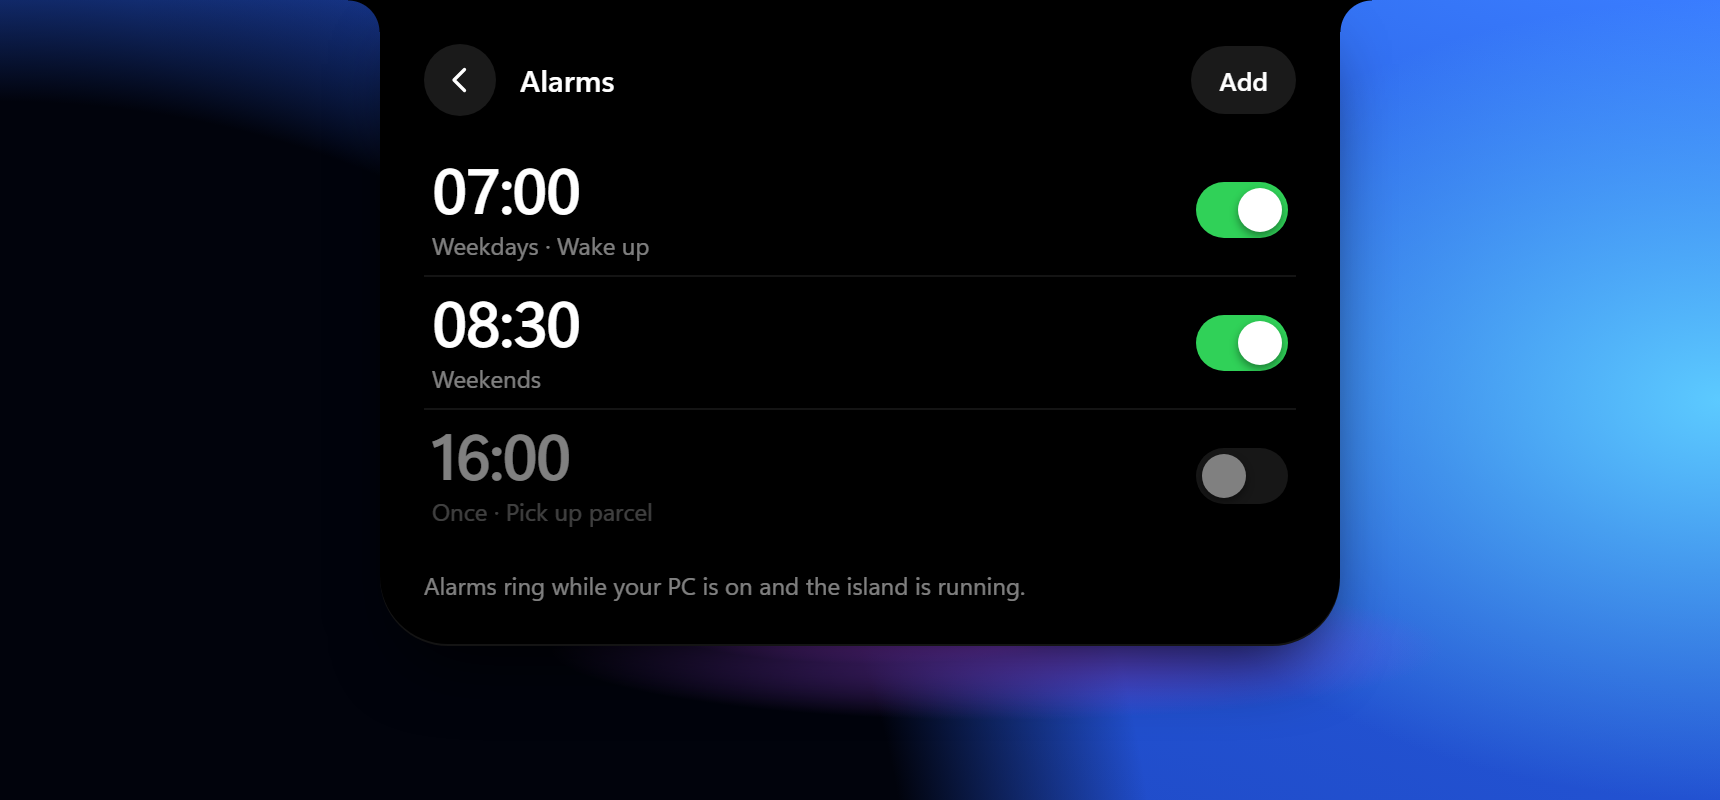 Alarms
Add
07:00
Weekdays · Wake up
08:30
Weekends
16:00
Once · Pick up parcel
Alarms ring while your PC is on and the island is running.